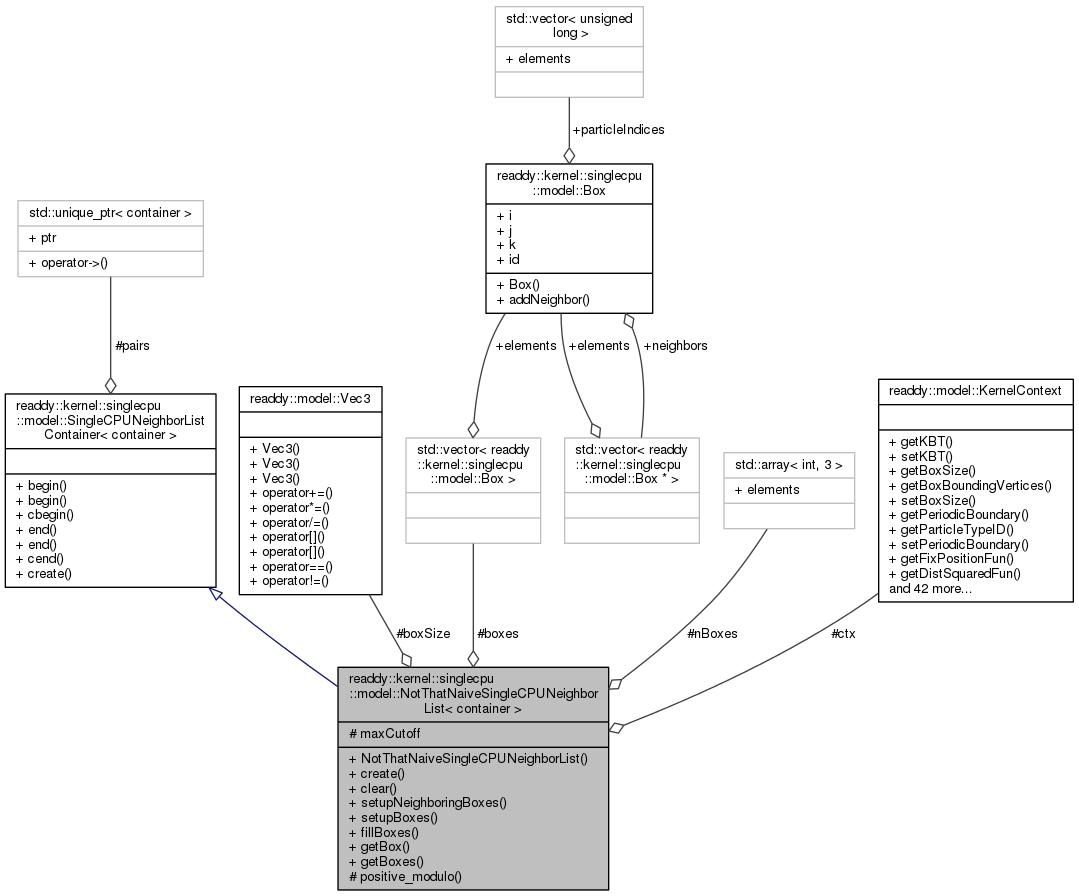 std::vector< unsigned
long >
+ elements
+particleIndices
readdy::kernel::singlecpu
::model::Box
+ i
+ j
+ k
+ id
+ Box()
+ addNeighbor()
std::unique_ptr< container >
+ ptr
+ operator->()
#pairs
+elements
+elements
+neighbors
readdy::kernel::singlecpu
::model::SingleCPUNeighborList
Container< container >
+ begin()
+ begin()
+ cbegin()
+ end()
+ end()
+ cend()
+ create()
readdy::model::Vec3
+ Vec3()
+ Vec3()
+ Vec3()
+ operator+=()
+ operator*=()
+ operator/=()
+ operator[]()
+ operator[]()
+ operator==()
+ operator!=()
std::vector< readdy
::kernel::singlecpu
::model::Box >
std::vector< readdy
::kernel::singlecpu
::model::Box * >
std::array< int, 3 >
+ elements
readdy::model::KernelContext
+ getKBT()
+ setKBT()
+ getBoxSize()
+ getBoxBoundingVertices()
+ setBoxSize()
+ getPeriodicBoundary()
+ getParticleTypeID()
+ setPeriodicBoundary()
+ getFixPositionFun()
+ getDistSquaredFun()
and 42 more...
#boxSize
#boxes
#nBoxes
#ctx
readdy::kernel::singlecpu
::model::NotThatNaiveSingleCPUNeighbor
List< container >
# maxCutoff
+ NotThatNaiveSingleCPUNeighborList()
+ create()
+ clear()
+ setupNeighboringBoxes()
+ setupBoxes()
+ fillBoxes()
+ getBox()
+ getBoxes()
# positive_modulo()